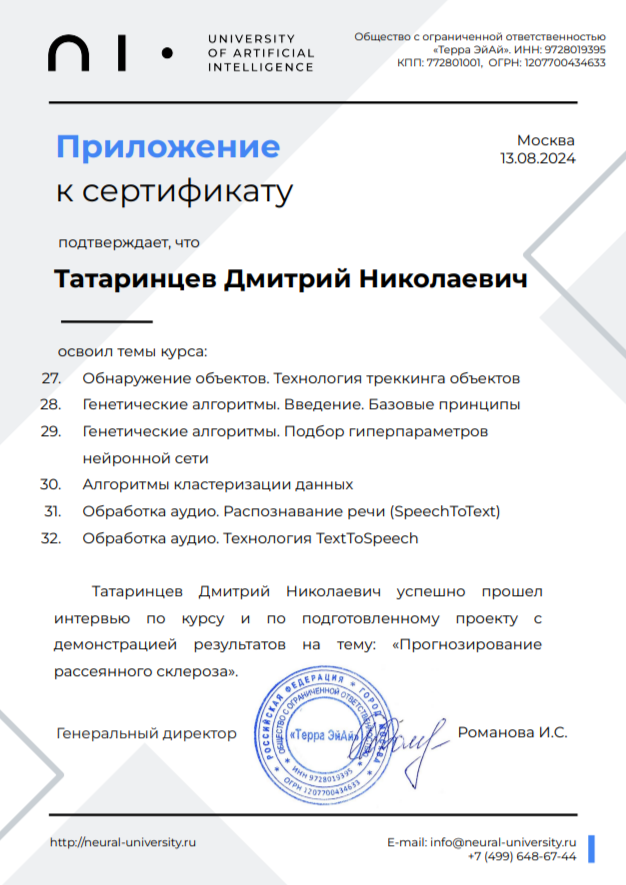 UNIVERSITY
OF ARTIFICIAL
INTELLIGENCE
Общество с ограниченной ответственностью
«Терра ЭйАй». ИНН: 9728019395
КПП: 772801001, ОГРН: 1207700434633
Приложение
к сертификату
Москва
13.08.2024
подтверждает, что
Татаринцев Дмитрий Николаевич
освоил темы курса:
27. Обнаружение объектов. Технология треккинга объектов
28. Генетические алгоритмы. Введение. Базовые принципы
29. Генетические алгоритмы. Подбор гиперпараметров
нейронной сети
30. Алгоритмы кластеризации данных
31. Обработка аудио. Распознавание речи (SpeechToText)
32. Обработка аудио. Технология TextToSpeech
Татаринцев Дмитрий Николаевич успешно прошел
интервью по курсу и по подготовленному проекту с
демонстрацией результатов на тему: «Прогнозирование
рассеянного склероза».
Генеральный директор
РОССИЙСКАЯ ФЕДЕРАЦИЯ * ГОРОД МОСКВА *
ОБЩЕСТВО С ОГРАНИЧЕННОЙ ОТВЕТСТВЕННОСТЬЮ
«Терра ЭйАй»
* ИНН 9728019395 *
ОГРН 1207700434633
Романова И.С.
http://neural-university.ru
E-mail: info@neural-university.ru
+7 (499) 648-67-44